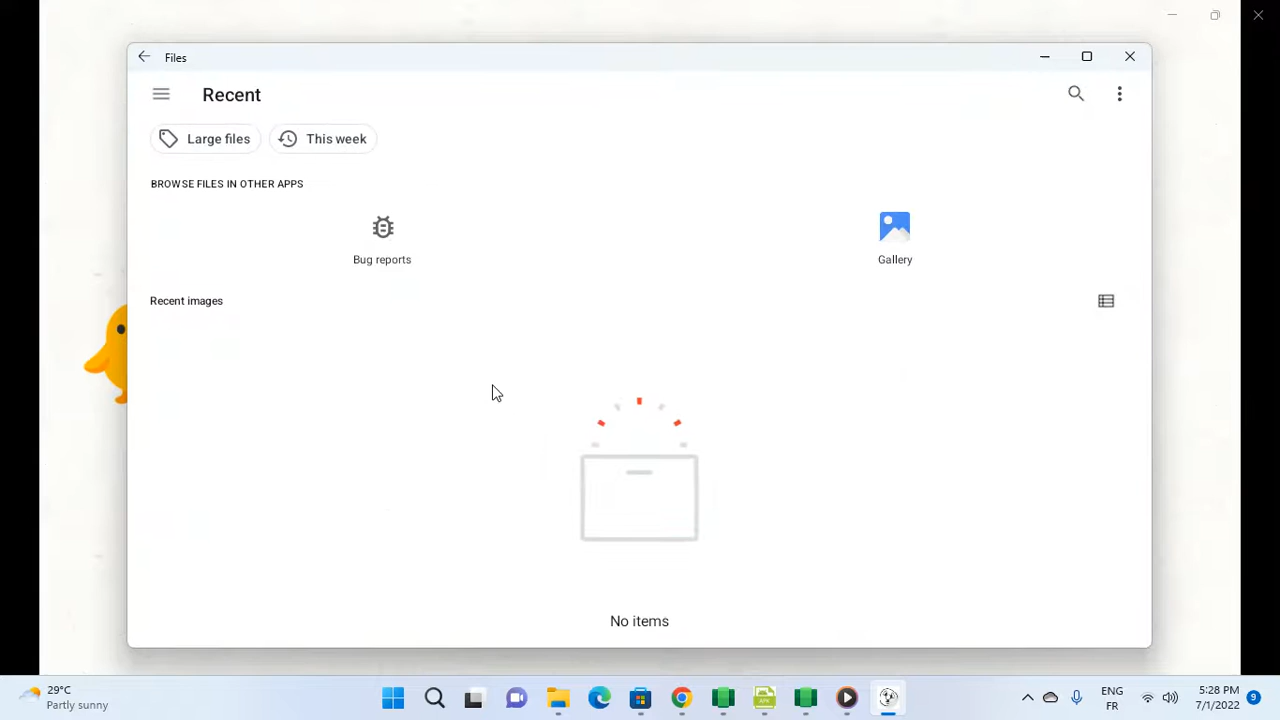 Files
Recent
Large files
This week
BROWSE FILES IN OTHER APPS
Bug reports
Gallery
Recent images
No items
29°C
Partly sunny
ENG
FR
5:28 PM
7/1/2022
9